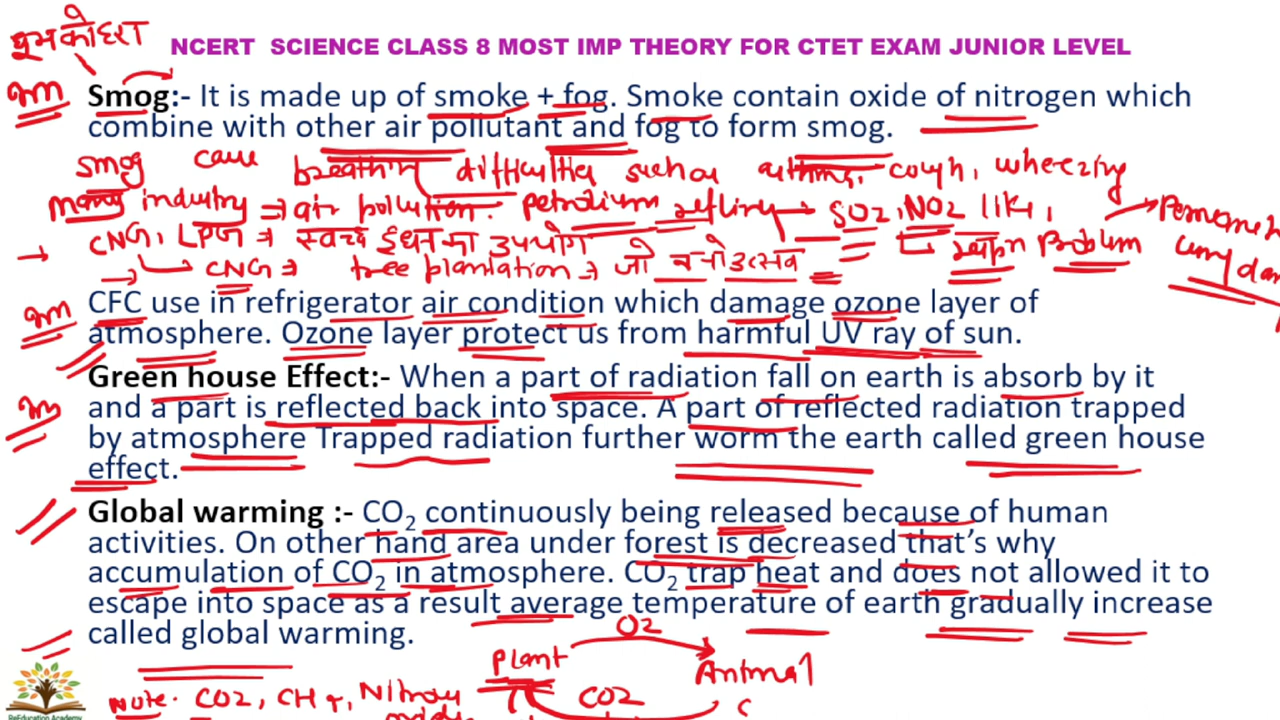 धूम कोहरा
NCERT SCIENCE CLASS 8 MOST IMP THEORY FOR CTET EXAM JUNIOR LEVEL
Smog:- It is made up of smoke + fog. Smoke contain oxide of nitrogen which
combine with other air pollutant and fog to form smog.
smog cause breathing difficulties such as asthma, cough, wheezing
many industry ⇒ air pollution. Petrolium refliry → SO2, NO2 like,
→ CNG, LPG ⇒ स्वच्छ ईंधन का उपयोग problem
→ CNG ⇒ tree plantation ⇒ उत्सव
CFC use in refrigerator air condition which damage ozone layer of
atmosphere. Ozone layer protect us from harmful UV ray of sun.
Green house Effect:- When a part of radiation fall on earth is absorb by it
and a part is reflected back into space. A part of reflected radiation trapped
by atmosphere Trapped radiation further worm the earth called green house
effect.
Global warming :- CO2 continuously being released because of human
activities. On other hand area under forest is decreased that's why
accumulation of CO2 in atmosphere. CO2 trap heat and does not allowed it to
escape into space as a result average temperature of earth gradually increase
called global warming.
O2
Plant Animal
Note. CO2, CH4, Nitrou CO2
ReEducation Academy